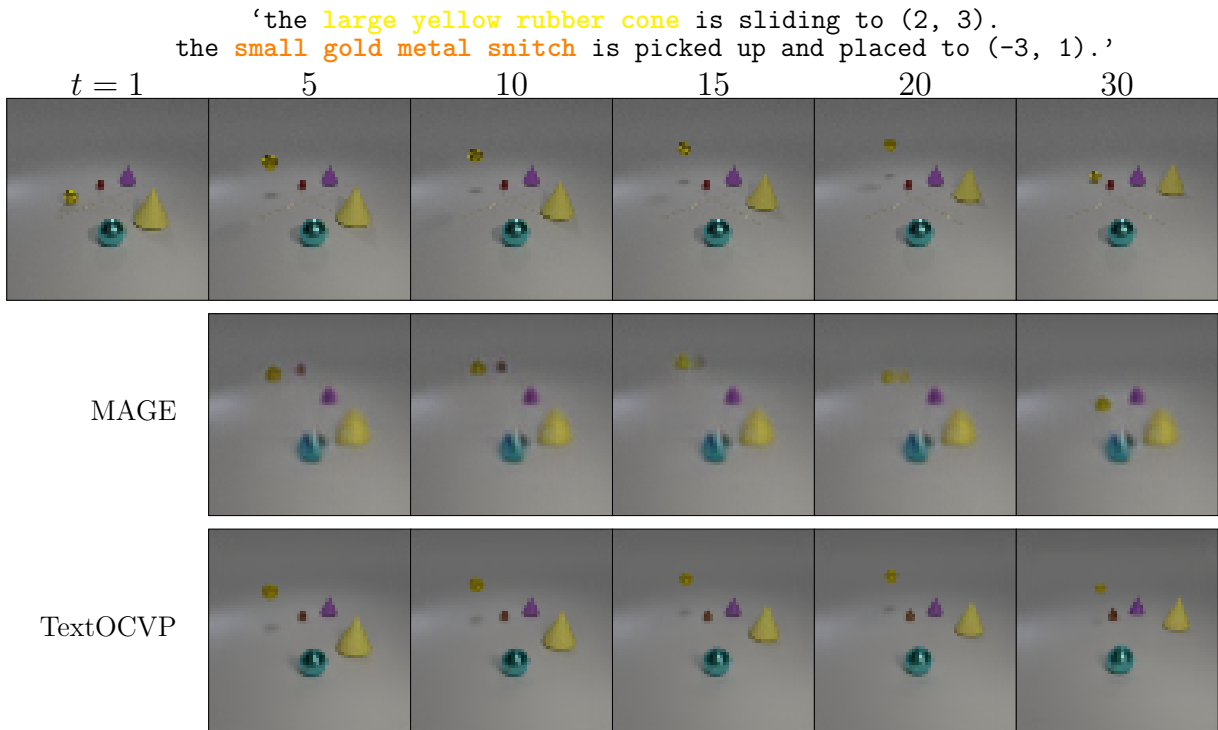 ‘the large yellow rubber cone is sliding to (2, 3).
the small gold metal snitch is picked up and placed to (-3, 1).’
t = 1 5 10 15 20 30
MAGE
TextOCVP